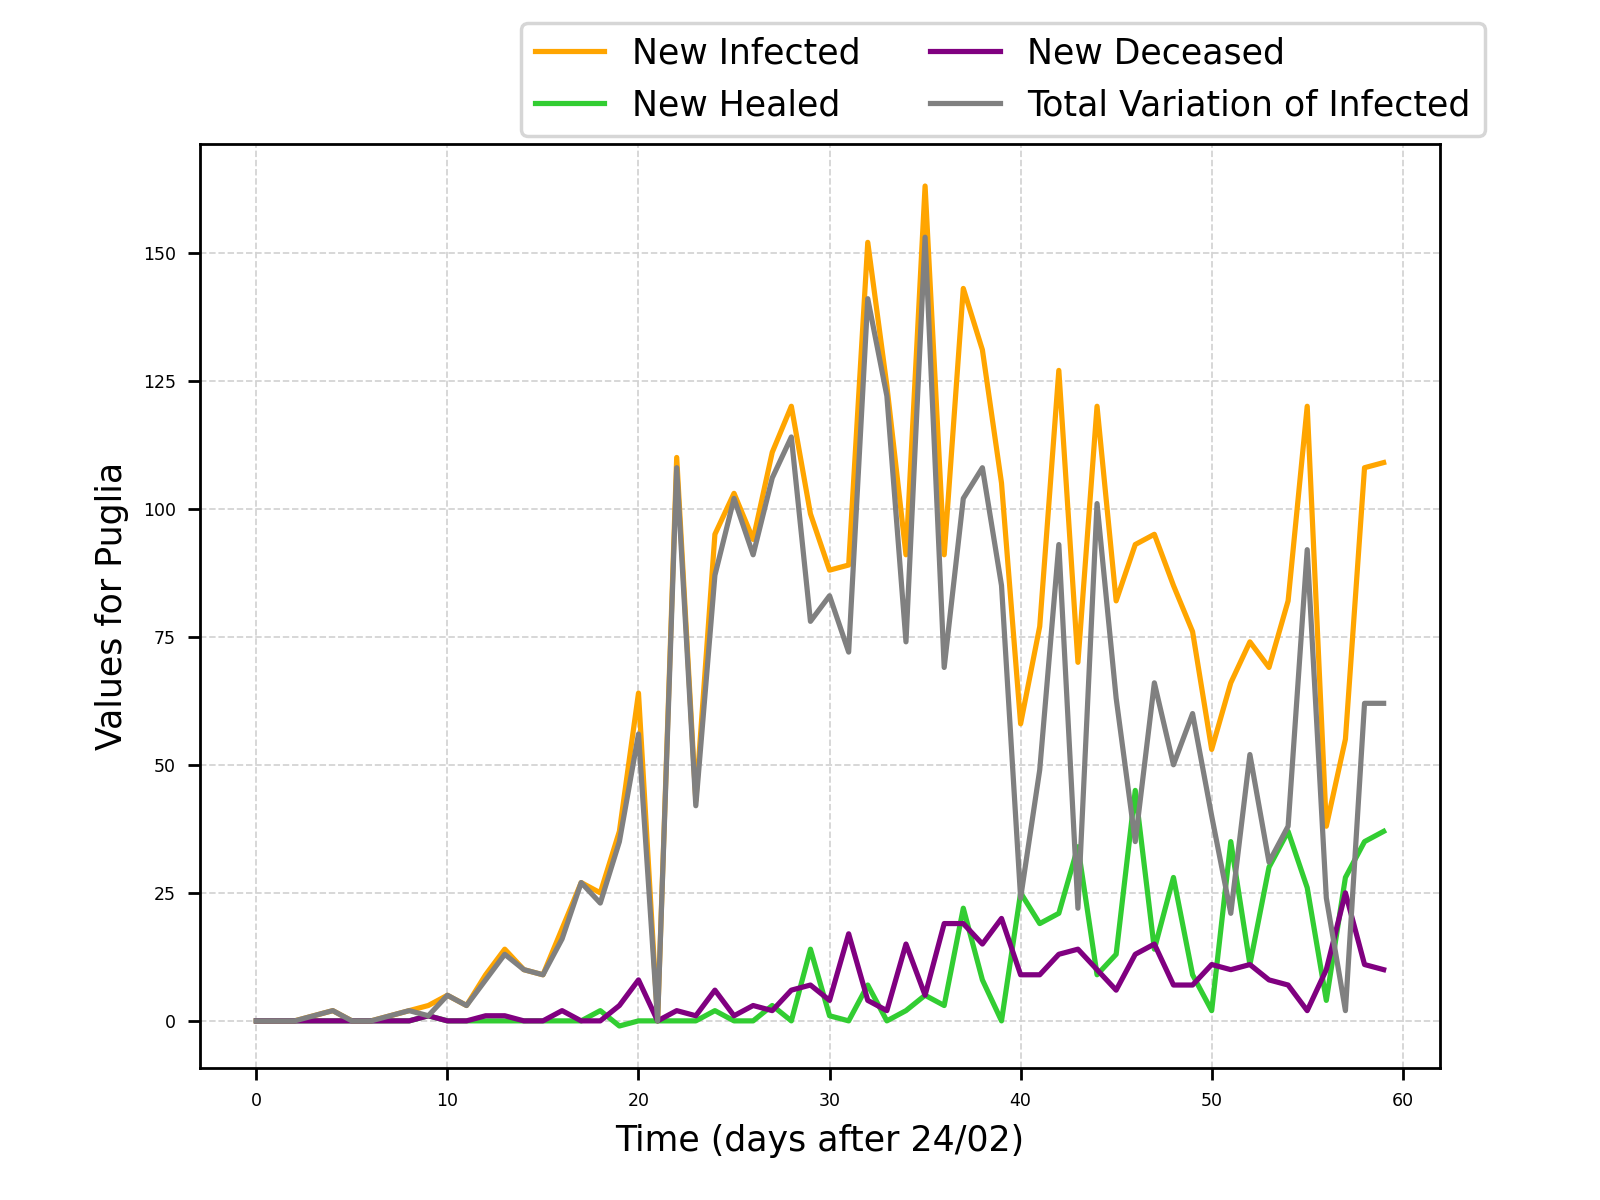 New Infected
New Healed
New Deceased
Total Variation of Infected
Values for Puglia
150
125
100
75
50
25
0
0 10 20 30 40 50 60
Time (days after 24/02)